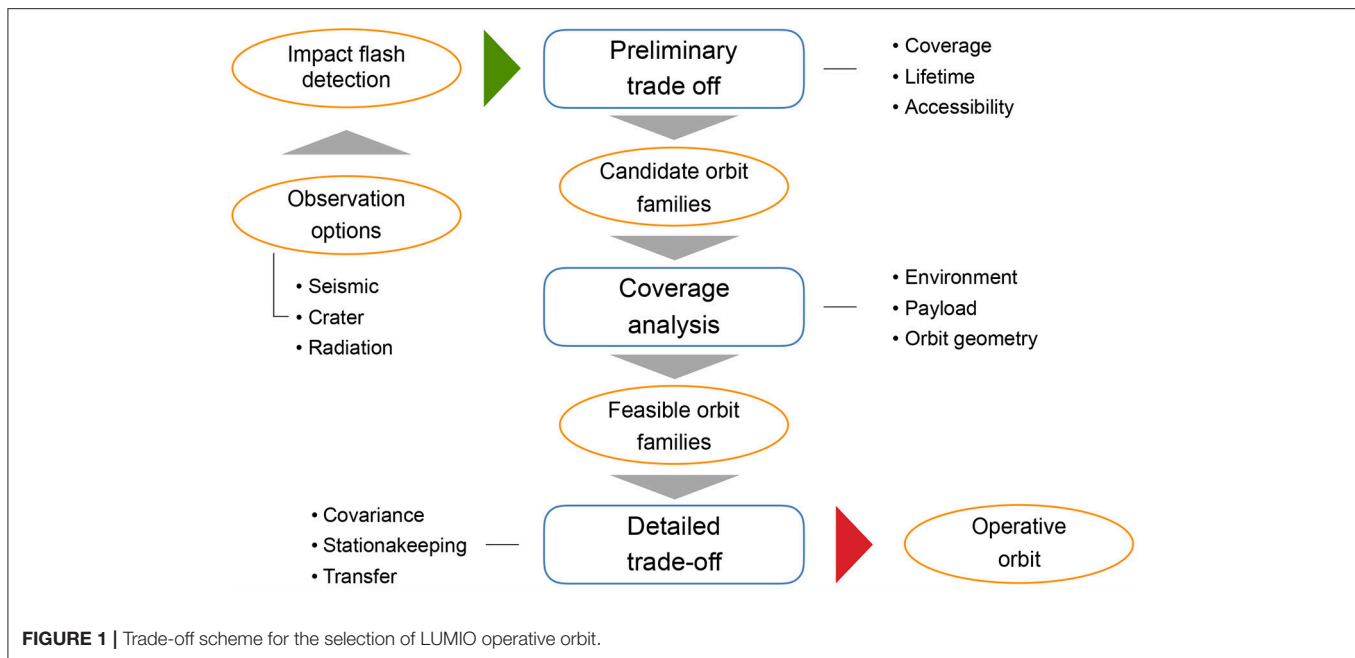 Impact flash
detection
Preliminary
trade off
• Coverage
• Lifetime
• Accessibility
Observation
options
• Seismic
• Crater
• Radiation
Candidate orbit
families
Coverage
analysis
• Environment
• Payload
• Orbit geometry
Feasible orbit
families
• Covariance
• Stationakeeping
• Transfer
Detailed
trade-off
Operative
orbit
FIGURE 1 | Trade-off scheme for the selection of LUMIO operative orbit.